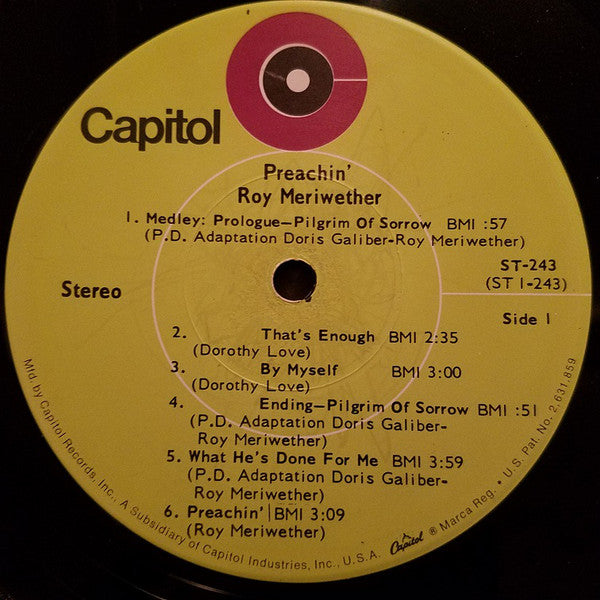 Capitol
Preachin'
Roy Meriwether
1. Medley: Prologue—Pilgrim Of Sorrow BMI :57
(P.D. Adaptation Doris Galiber-Roy Meriwether)
ST-243
(ST 1-243)
Stereo
Side 1
2. That's Enough BMI 2:35
(Dorothy Love)
3. By Myself BMI 3:00
(Dorothy Love)
4. Ending—Pilgrim Of Sorrow BMI :51
(P.D. Adaptation Doris Galiber-
Roy Meriwether)
5. What He's Done For Me BMI 3:59
(P.D. Adaptation Doris Galiber-
Roy Meriwether)
6. Preachin' BMI 3:09
(Roy Meriwether)
Mfd. by Capitol Records, Inc., A Subsidiary of Capitol Industries, Inc., U.S.A. Capitol ® Marca Reg. • U.S. Pat. No. 2,631,859